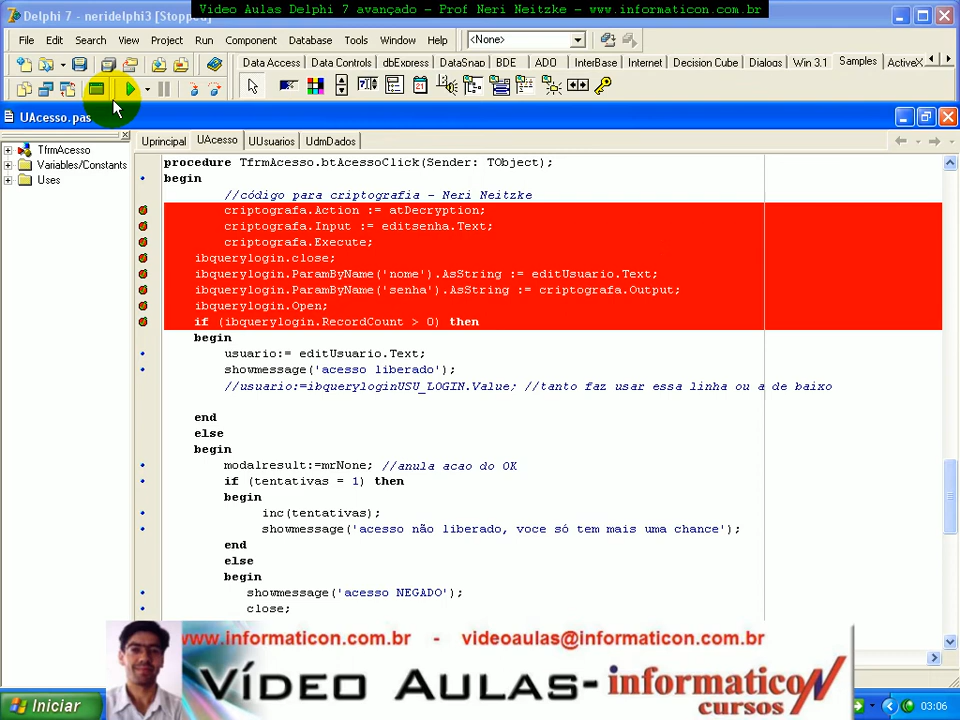 Video Aulas Delphi 7 avançado - Prof Neri Neitzke - www.informaticon.com.br
Delphi 7 - neridelphi3 [Stopped]
File Edit Search View Project Run Component Database Tools Window Help <None>
Data Access Data Controls dbExpress DataSnap BDE ADO InterBase Internet Decision Cube Dialogs Win 3.1 Samples ActiveX
UAcesso.pas
TfrmAcesso
Variables/Constants
Uses
Uprincipal UAcesso UUsuarios UdmDados
procedure TfrmAcesso.btAcessoClick(Sender: TObject);
begin
//código para criptografia - Neri Neitzke
criptografa.Action := atDecryption;
criptografa.Input := editsenha.Text;
criptografa.Execute;
ibquerylogin.close;
ibquerylogin.ParamByName('nome').AsString := editUsuario.Text;
ibquerylogin.ParamByName('senha').AsString := criptografa.Output;
ibquerylogin.Open;
if (ibquerylogin.RecordCount > 0) then
begin
usuario:= editUsuario.Text;
showmessage('acesso liberado');
//usuario:=ibqueryloginUSU_LOGIN.Value; //tanto faz usar essa linha ou a de baixo
end
else
begin
modalresult:=mrNone; //anula acao do OK
if (tentativas = 1) then
begin
inc(tentativas);
showmessage('acesso não liberado, voce só tem mais uma chance');
end
else
begin
showmessage('acesso NEGADO');
close;
www.informaticon.com.br - videoaulas@informaticon.com.br
VÍDEO AULAS- informaticoN
cursos
Iniciar
03:06